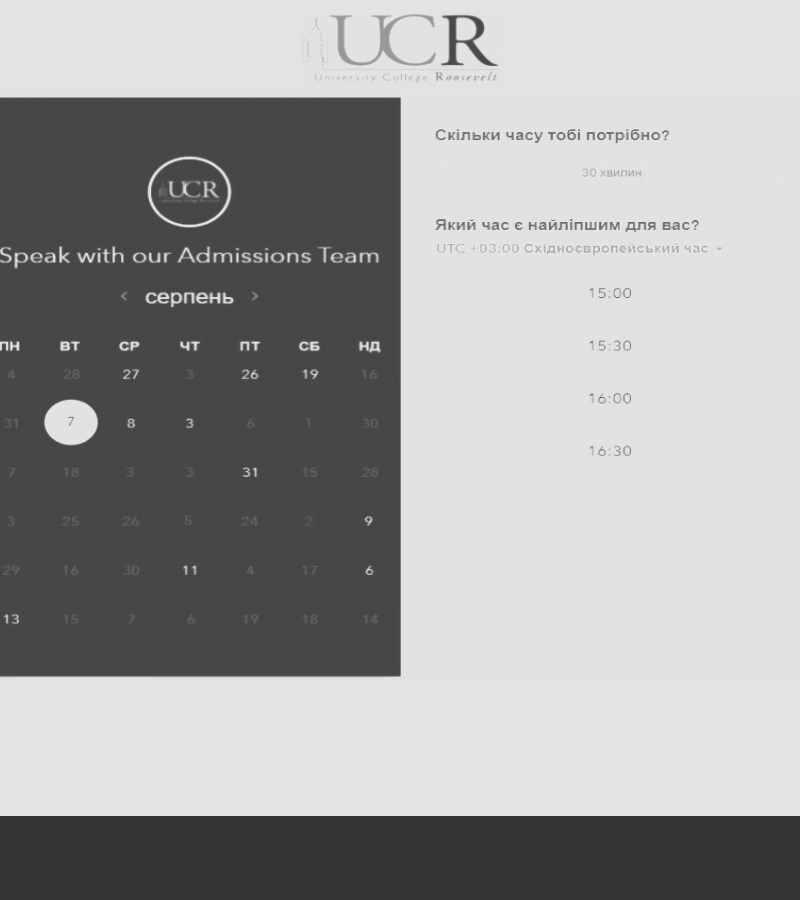 UCR
University College Roosevelt
UCR
Speak with our Admissions Team
серпень
ПН ВТ СР ЧТ ПТ СБ НД
4 28 27 3 26 19 16
31 7 8 3 6 1 30
7 18 3 3 31 15 28
3 25 26 5 24 2 9
29 16 30 11 4 17 6
13 15 7 6 19 18 14
Скільки часу тобі потрібно?
30 хвилин
Який час є найліпшим для вас?
UTC +03:00 Східноєвропейський час
15:00
15:30
16:00
16:30